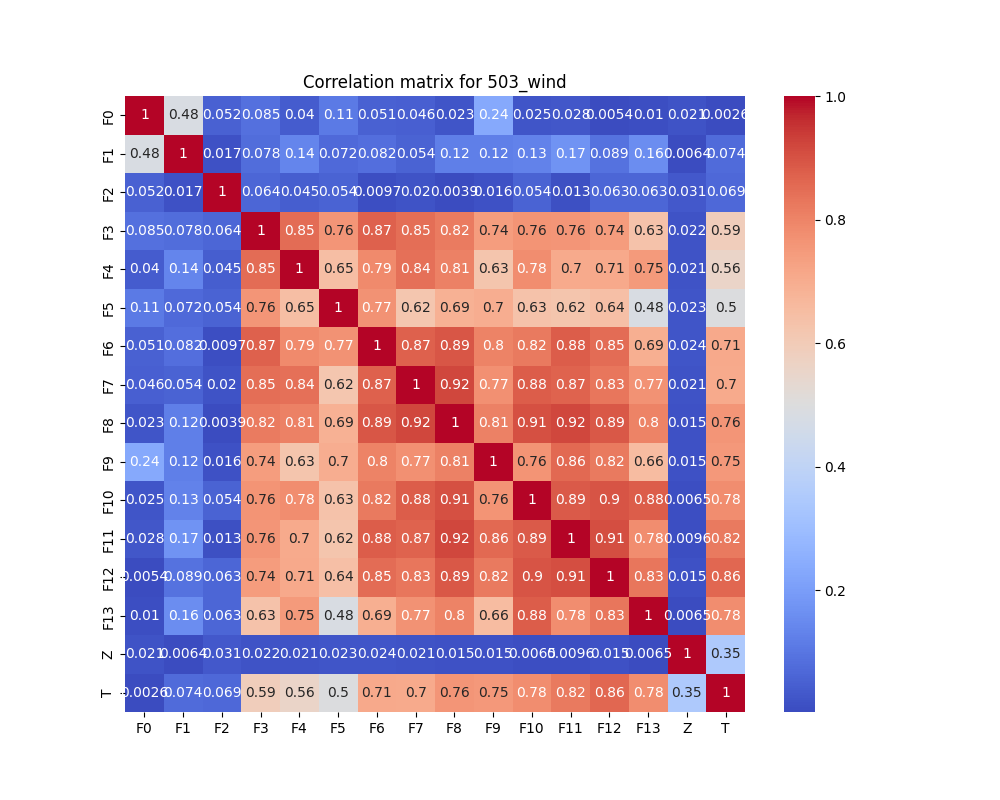 Correlation matrix for 503_wind
F0 1 0.48 0.052 0.085 0.04 0.11 0.051 0.046 0.023 0.24 0.025 0.028 0.0054 0.01 0.021 0.0026
F1 0.48 1 0.017 0.078 0.14 0.072 0.082 0.054 0.12 0.12 0.13 0.17 0.089 0.16 0.0064 0.074
F2 0.052 0.017 1 0.064 0.045 0.054 0.0097 0.02 0.0039 0.016 0.054 0.013 0.063 0.063 0.031 0.069
F3 0.085 0.078 0.064 1 0.85 0.76 0.87 0.85 0.82 0.74 0.76 0.76 0.74 0.63 0.022 0.59
F4 0.04 0.14 0.045 0.85 1 0.65 0.79 0.84 0.81 0.63 0.78 0.7 0.71 0.75 0.021 0.56
F5 0.11 0.072 0.054 0.76 0.65 1 0.77 0.62 0.69 0.7 0.63 0.62 0.64 0.48 0.023 0.5
F6 0.051 0.082 0.0097 0.87 0.79 0.77 1 0.87 0.89 0.8 0.82 0.88 0.85 0.69 0.024 0.71
F7 0.046 0.054 0.02 0.85 0.84 0.62 0.87 1 0.92 0.77 0.88 0.87 0.83 0.77 0.021 0.7
F8 0.023 0.12 0.0039 0.82 0.81 0.69 0.89 0.92 1 0.81 0.91 0.92 0.89 0.8 0.015 0.76
F9 0.24 0.12 0.016 0.74 0.63 0.7 0.8 0.77 0.81 1 0.76 0.86 0.82 0.66 0.015 0.75
F10 0.025 0.13 0.054 0.76 0.78 0.63 0.82 0.88 0.91 0.76 1 0.89 0.9 0.88 0.0065 0.78
F11 0.028 0.17 0.013 0.76 0.7 0.62 0.88 0.87 0.92 0.86 0.89 1 0.91 0.78 0.0096 0.82
F12 0.0054 0.089 0.063 0.74 0.71 0.64 0.85 0.83 0.89 0.82 0.9 0.91 1 0.83 0.015 0.86
F13 0.01 0.16 0.063 0.63 0.75 0.48 0.69 0.77 0.8 0.66 0.88 0.78 0.83 1 0.0065 0.78
Z 0.021 0.0064 0.031 0.022 0.021 0.023 0.024 0.021 0.015 0.015 0.0065 0.0096 0.015 0.0065 1 0.35
T 0.0026 0.074 0.069 0.59 0.56 0.5 0.71 0.7 0.76 0.75 0.78 0.82 0.86 0.78 0.35 1
F0 F1 F2 F3 F4 F5 F6 F7 F8 F9 F10 F11 F12 F13 Z T
1.0
0.8
0.6
0.4
0.2